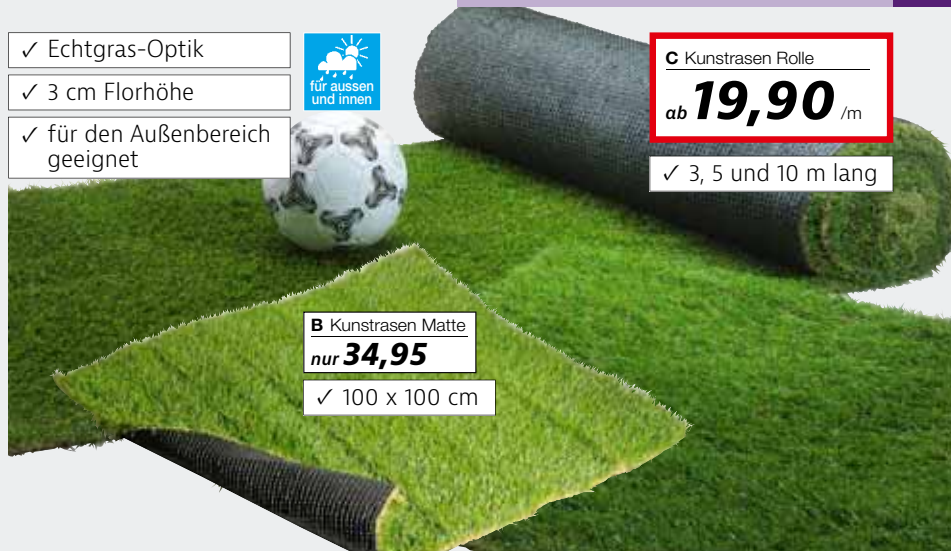 ✓ Echtgras-Optik
✓ 3 cm Florhöhe
✓ für den Außenbereich
geeignet
für aussen
und innen
C Kunstrasen Rolle
ab 19,90 /m
✓ 3, 5 und 10 m lang
B Kunstrasen Matte
nur 34,95
✓ 100 x 100 cm